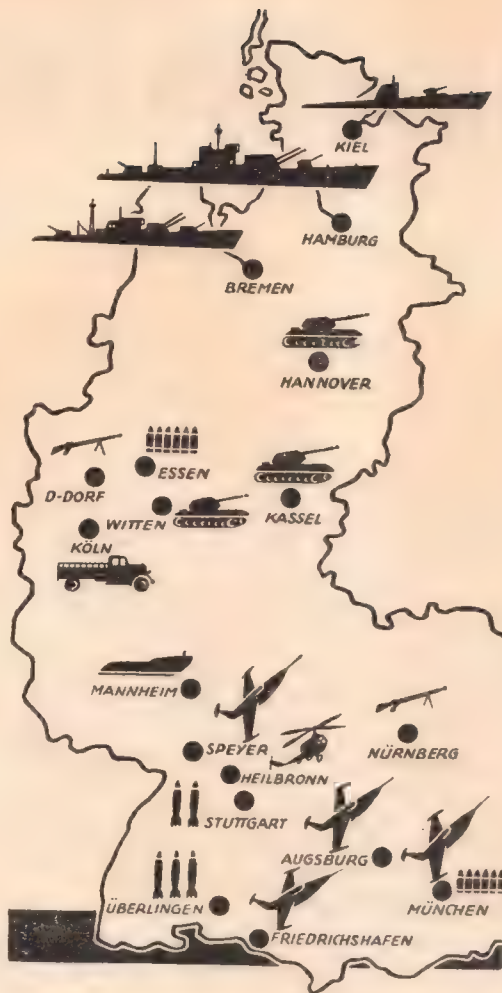 KIEL
HAMBURG
BREMEN
HANNOVER
ESSEN
D-DORF
WITTEN
KASSEL
KÖLN
MANNHEIM
SPEYER
NÜRNBERG
HEILBRONN
STUTTGART
AUGSBURG
ÜBERLINGEN
MÜNCHEN
FRIEDRICHSHAFEN